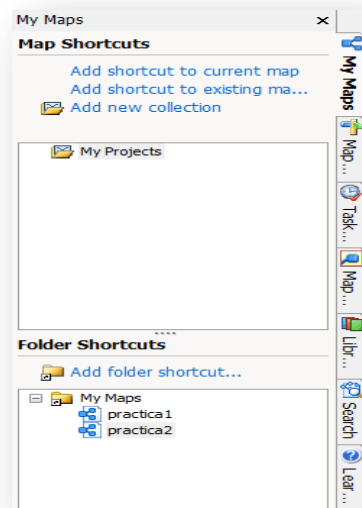 My Maps
Map Shortcuts
Add shortcut to current map
Add shortcut to existing ma...
Add new collection
My Projects
Folder Shortcuts
Add folder shortcut...
My Maps
practica1
practica2
My Maps
Map...
Task...
Map...
Libr...
Search
Lear...